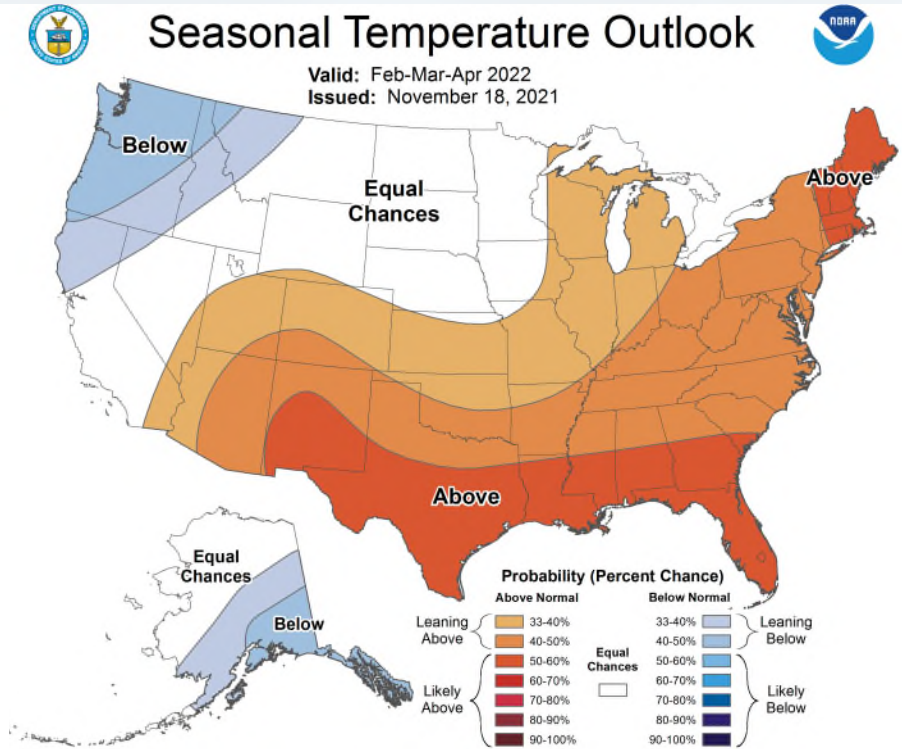 Seasonal Temperature Outlook
Valid: Feb-Mar-Apr 2022
Issued: November 18, 2021
NOAA
Below
Equal
Chances
Above
Above
Equal
Chances
Below
Probability (Percent Chance)
Above Normal
Below Normal
Leaning
Above
33-40%
40-50%
Likely
Above
50-60%
60-70%
70-80%
80-90%
90-100%
Equal
Chances
33-40%
40-50%
Leaning
Below
50-60%
60-70%
70-80%
80-90%
90-100%
Likely
Below